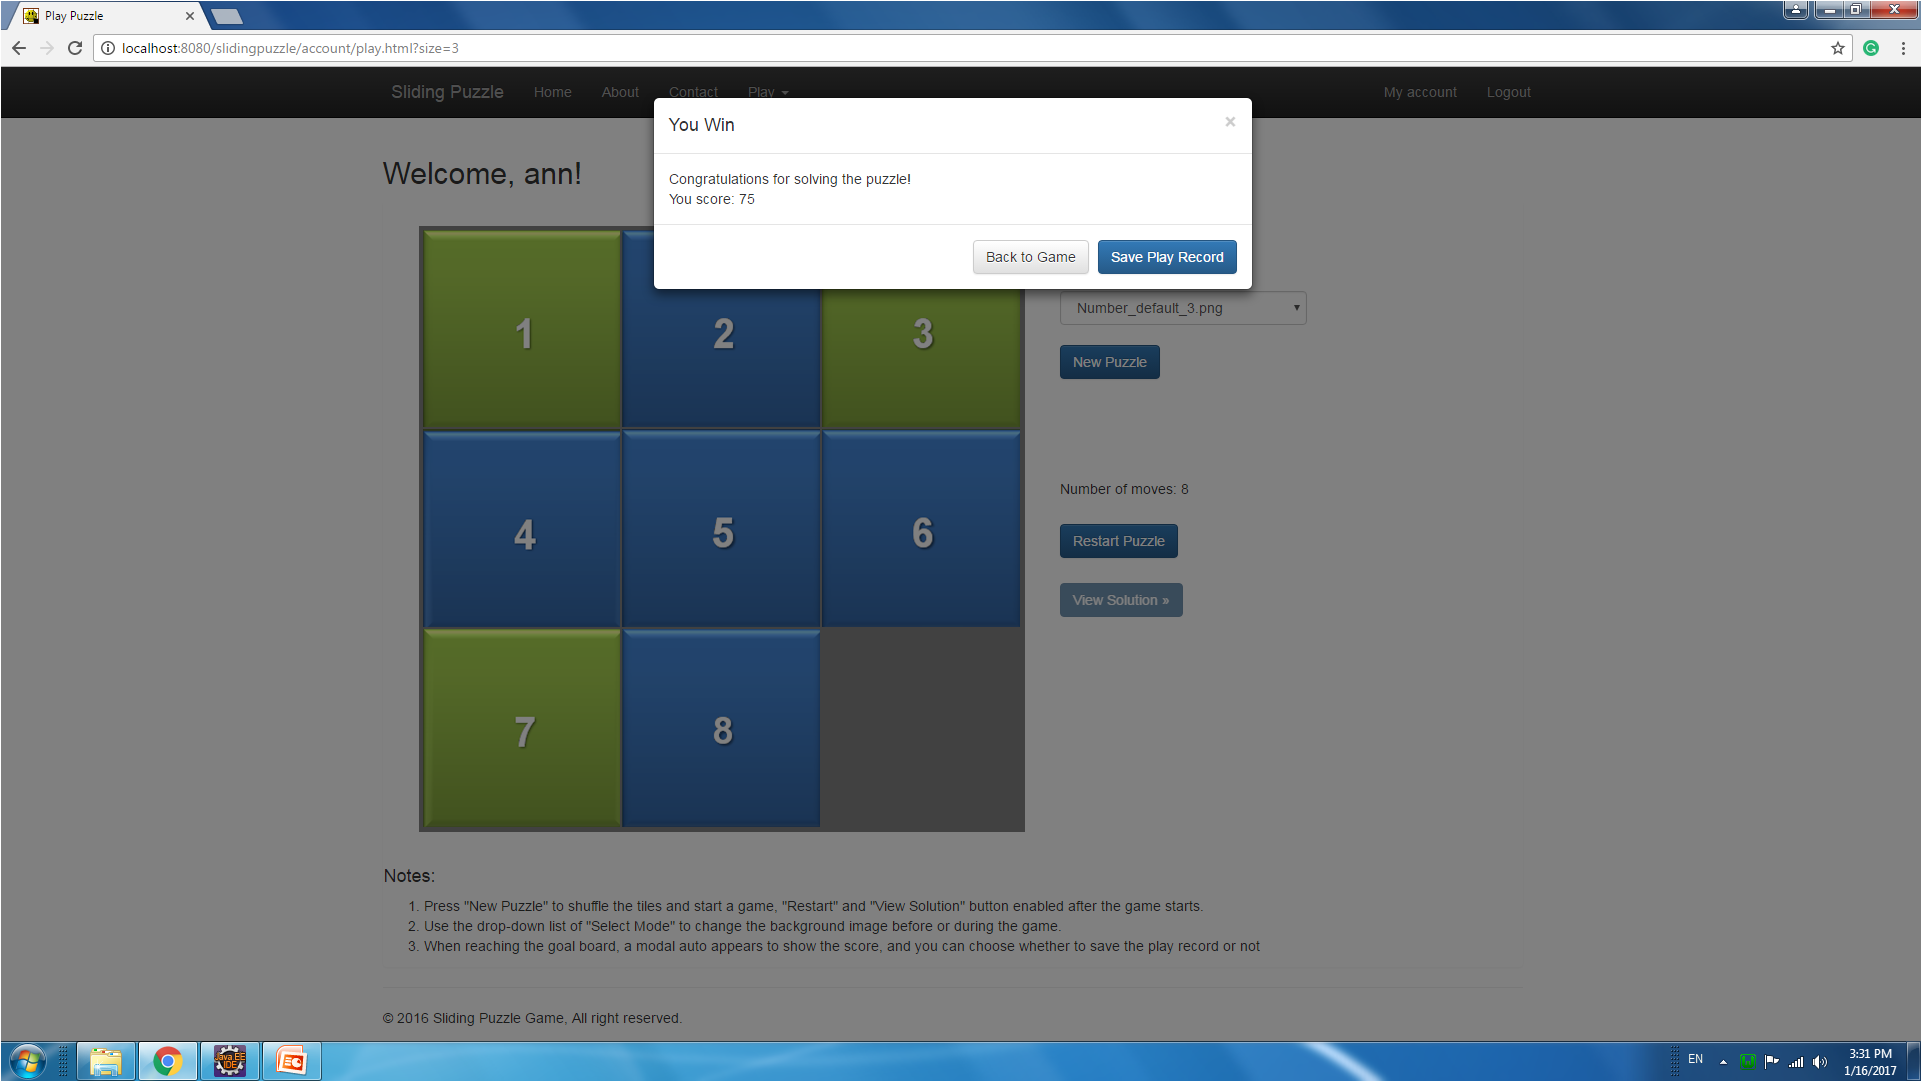 Play Puzzle
localhost:8080/slidingpuzzle/account/play.html?size=3
Sliding Puzzle Home About Contact Play My account Logout
You Win ×
Congratulations for solving the puzzle!
You score: 75
Back to Game Save Play Record
Welcome, ann!
1 2 3
4 5 6
7 8
Number_default_3.png
New Puzzle
Number of moves: 8
Restart Puzzle
View Solution »
Notes:
1. Press "New Puzzle" to shuffle the tiles and start a game, "Restart" and "View Solution" button enabled after the game starts.
2. Use the drop-down list of "Select Mode" to change the background image before or during the game.
3. When reaching the goal board, a modal auto appears to show the score, and you can choose whether to save the play record or not
© 2016 Sliding Puzzle Game, All right reserved.
Java EE
IDE
EN
3:31 PM
1/16/2017